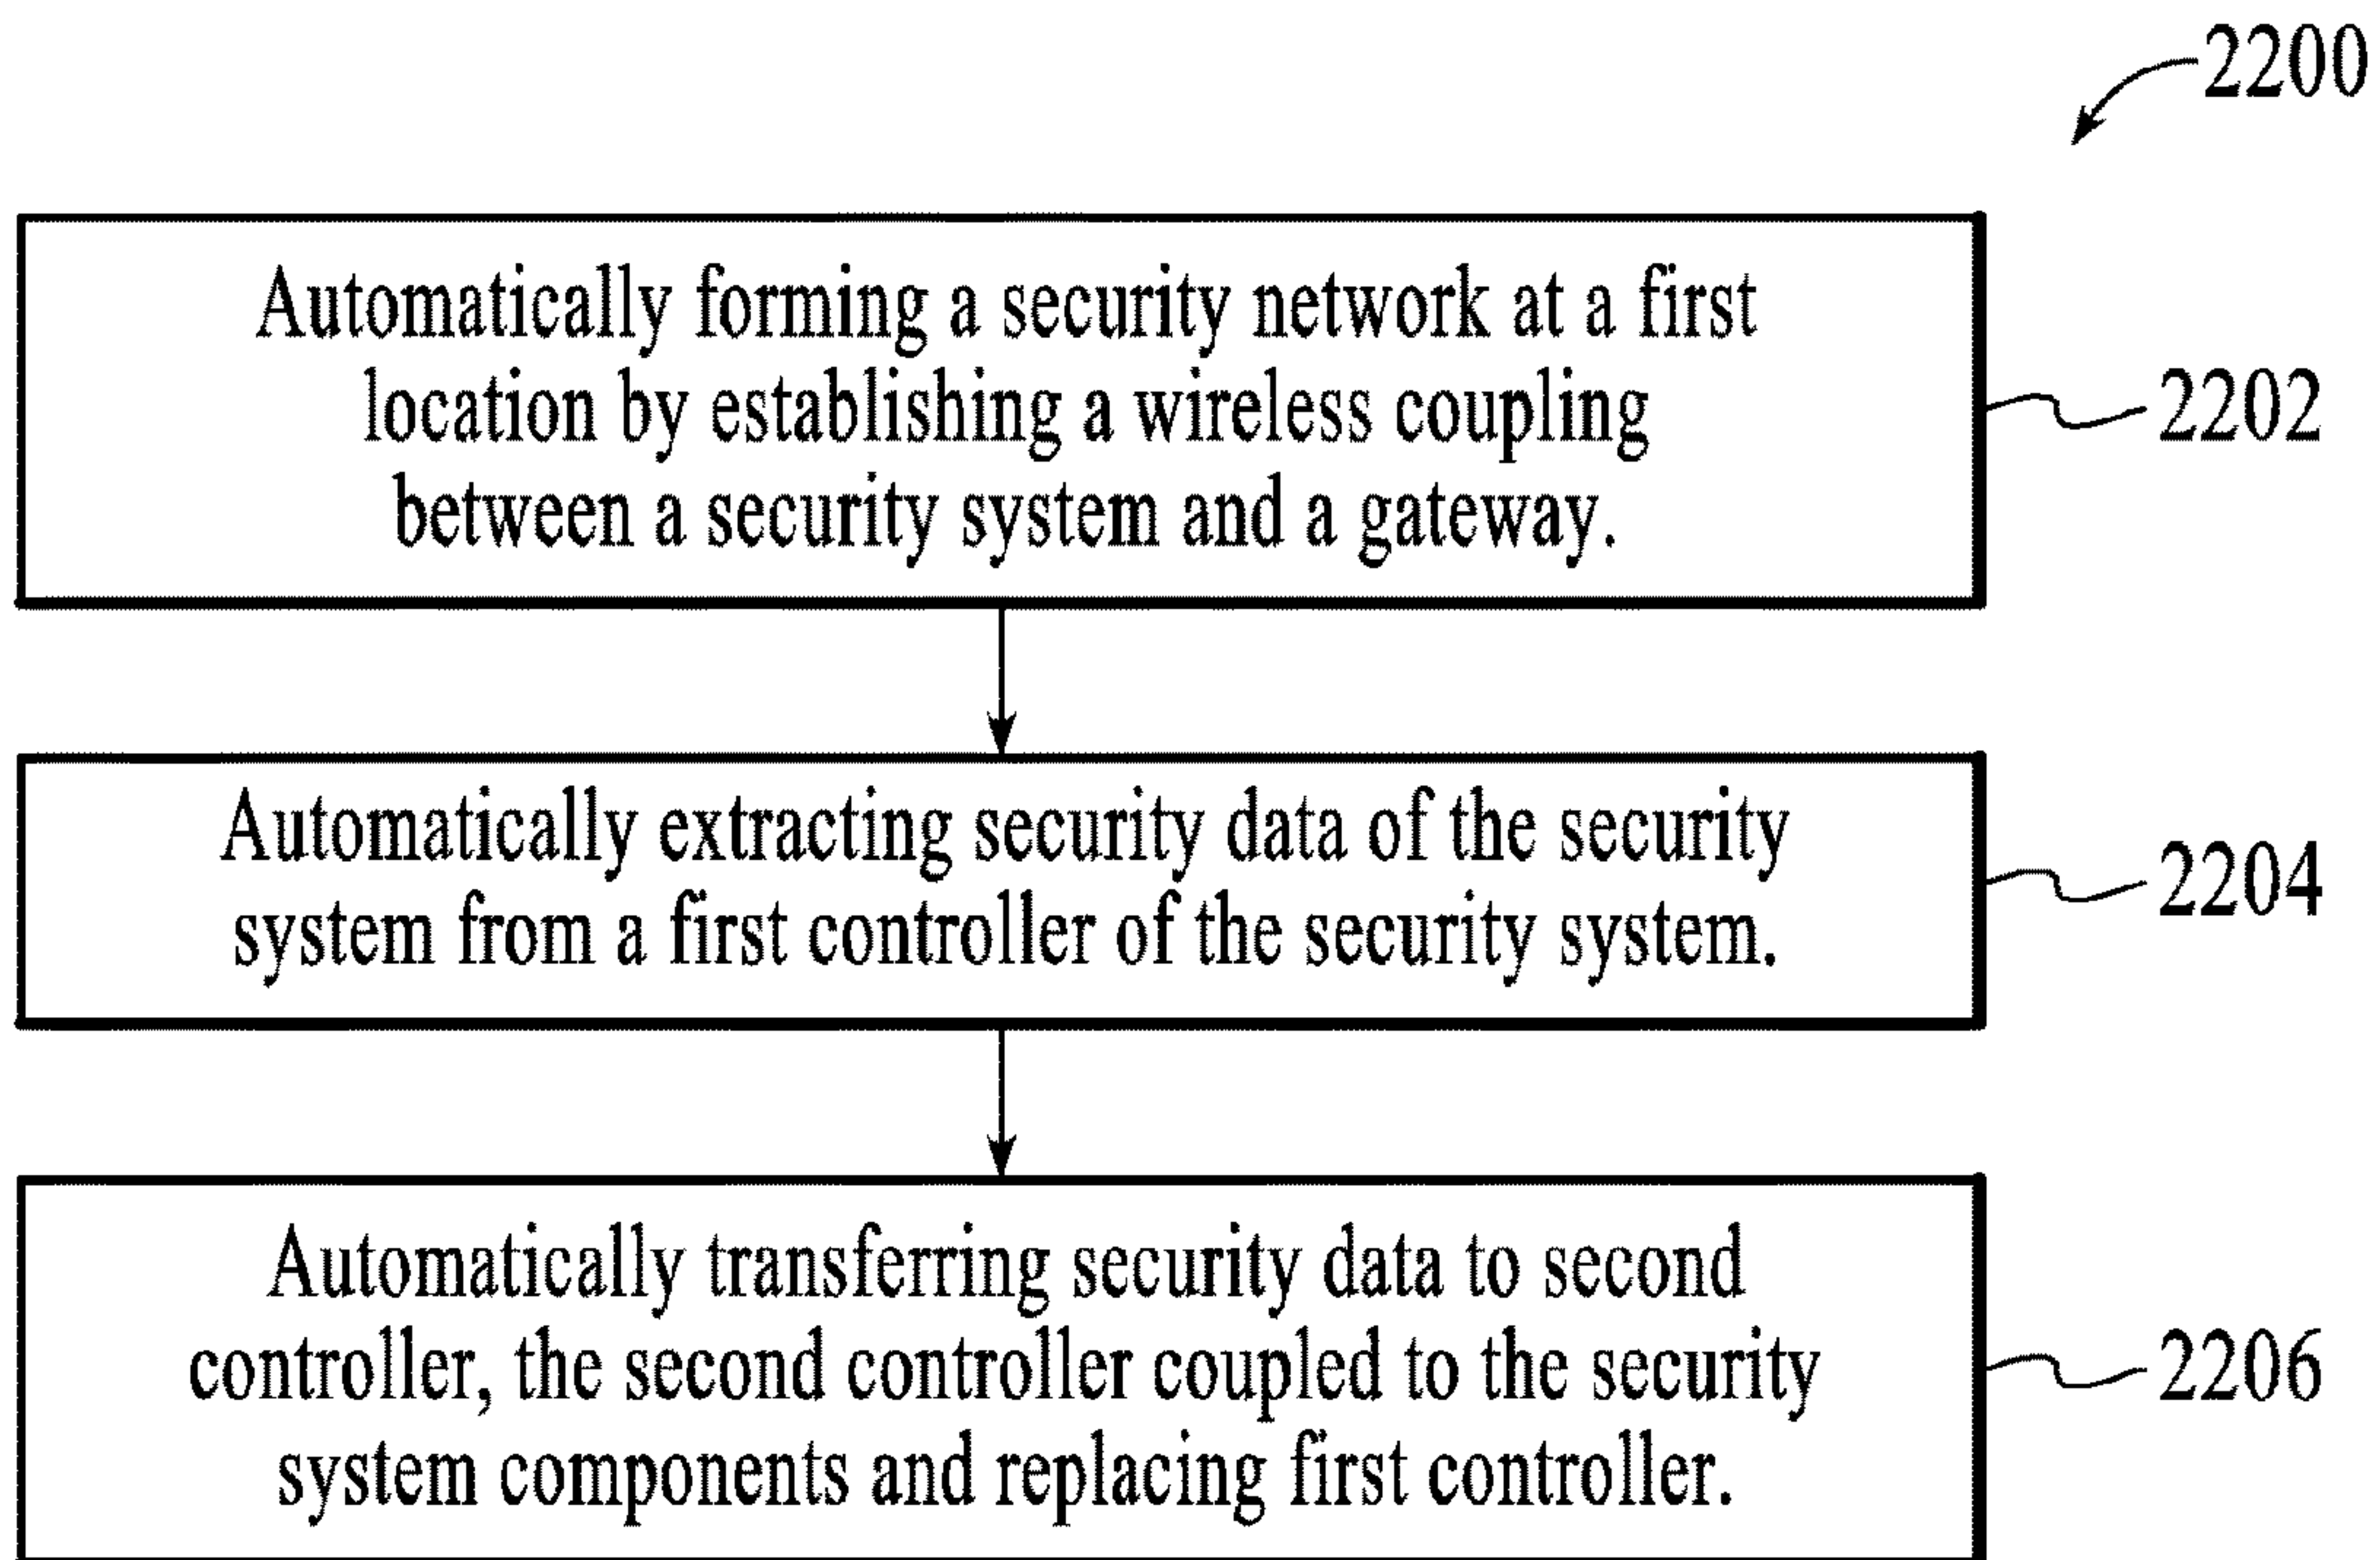 2200
Automatically forming a security network at a first
location by establishing a wireless coupling
between a security system and a gateway.
2202
Automatically extracting security data of the security
system from a first controller of the security system.
2204
Automatically transferring security data to second
controller, the second controller coupled to the security
system components and replacing first controller.
2206